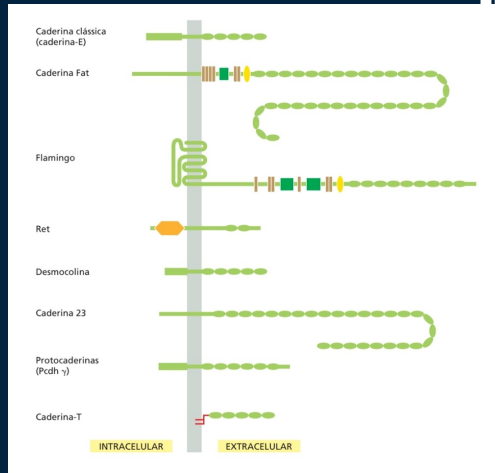 Caderina clássica
(caderina-E)
Caderina Fat
Flamingo
Ret
Desmocolina
Caderina 23
Protocaderinas
(Pcdh γ)
Caderina-T
INTRACELULAR
EXTRACELULAR